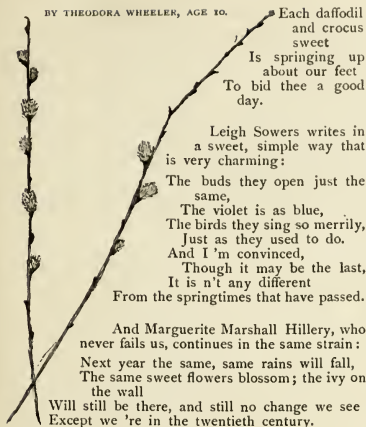 BY THEODORA WHEELER, AGE 10.
Each daffodil
and crocus
sweet
Is springing up
about our feet
To bid thee a good
day.
Leigh Sowers writes in
a sweet, simple way that
is very charming:
The buds they open just the
same,
The violet is as blue,
The birds they sing so merrily,
Just as they used to do.
And I 'm convinced,
Though it may be the last,
It is n't any different
From the springtimes that have passed.
And Marguerite Marshall Hillery, who
never fails us, continues in the same strain:
Next year the same, same rains will fall,
The same sweet flowers blossom; the ivy on
the wall
Will still be there, and still no change we see
Except we 're in the twentieth century.